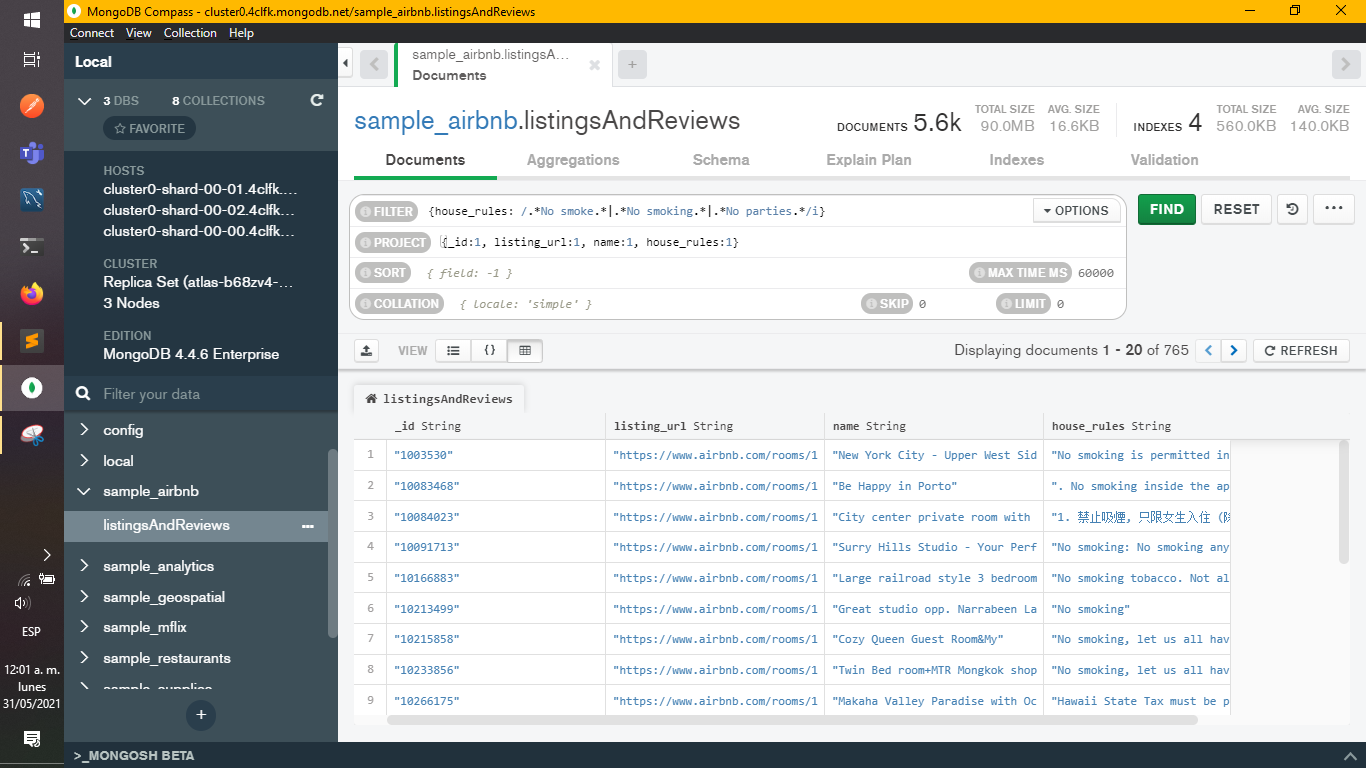 MongoDB Compass - cluster0.4clfk.mongodb.net/sample_airbnb.listingsAndReviews
Connect View Collection Help
Local
3 DBS 8 COLLECTIONS
FAVORITE
HOSTS
cluster0-shard-00-01.4clfk....
cluster0-shard-00-02.4clfk....
cluster0-shard-00-00.4clfk....
CLUSTER
Replica Set (atlas-b68zv4-...
3 Nodes
EDITION
MongoDB 4.4.6 Enterprise
Filter your data
config
local
sample_airbnb
listingsAndReviews
sample_analytics
sample_geospatial
sample_mflix
sample_restaurants
sample_supplies
ESP
12:01 a. m.
lunes
31/05/2021
>_MONGOSH BETA
sample_airbnb.listingsA...
Documents
sample_airbnb.listingsAndReviews
DOCUMENTS 5.6k TOTAL SIZE 90.0MB AVG. SIZE 16.6KB INDEXES 4 TOTAL SIZE 560.0KB AVG. SIZE 140.0KB
Documents Aggregations Schema Explain Plan Indexes Validation
FILTER {house_rules: /.*No smoke.*|.*No smoking.*|.*No parties.*/i} OPTIONS FIND RESET
PROJECT {_id:1, listing_url:1, name:1, house_rules:1}
SORT { field: -1 } MAX TIME MS 60000
COLLATION { locale: 'simple' } SKIP 0 LIMIT 0
VIEW Displaying documents 1 - 20 of 765 REFRESH
listingsAndReviews
_id String listing_url String name String house_rules String
1 "1003530" "https://www.airbnb.com/rooms/1 "New York City - Upper West Sid "No smoking is permitted in
2 "10083468" "https://www.airbnb.com/rooms/1 "Be Happy in Porto" ". No smoking inside the ap
3 "10084023" "https://www.airbnb.com/rooms/1 "City center private room with "1. 禁止吸煙, 只限女生入住 (除
4 "10091713" "https://www.airbnb.com/rooms/1 "Surry Hills Studio - Your Perf "No smoking: No smoking any
5 "10166883" "https://www.airbnb.com/rooms/1 "Large railroad style 3 bedroom "No smoking tobacco. Not al
6 "10213499" "https://www.airbnb.com/rooms/1 "Great studio opp. Narrabeen La "No smoking"
7 "10215858" "https://www.airbnb.com/rooms/1 "Cozy Queen Guest Room&My" "No smoking, let us all hav
8 "10233856" "https://www.airbnb.com/rooms/1 "Twin Bed room+MTR Mongkok shop "No smoking, let us all hav
9 "10266175" "https://www.airbnb.com/rooms/1 "Makaha Valley Paradise with Oc "Hawaii State Tax must be p